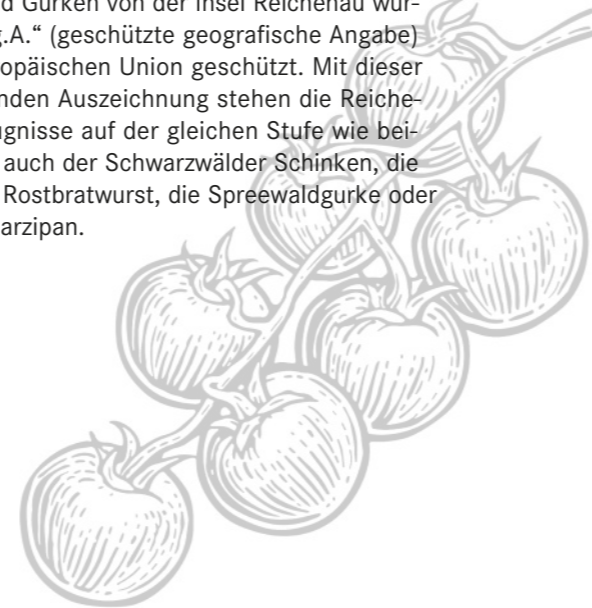 d Gurken von der Insel Reichenau wur-
g.A.“ (geschützte geografische Angabe)
opäischen Union geschützt. Mit dieser
nden Auszeichnung stehen die Reiche-
gnisse auf der gleichen Stufe wie bei-
auch der Schwarzwälder Schinken, die
Rostbratwurst, die Spreewaldgurke oder
arzipan.